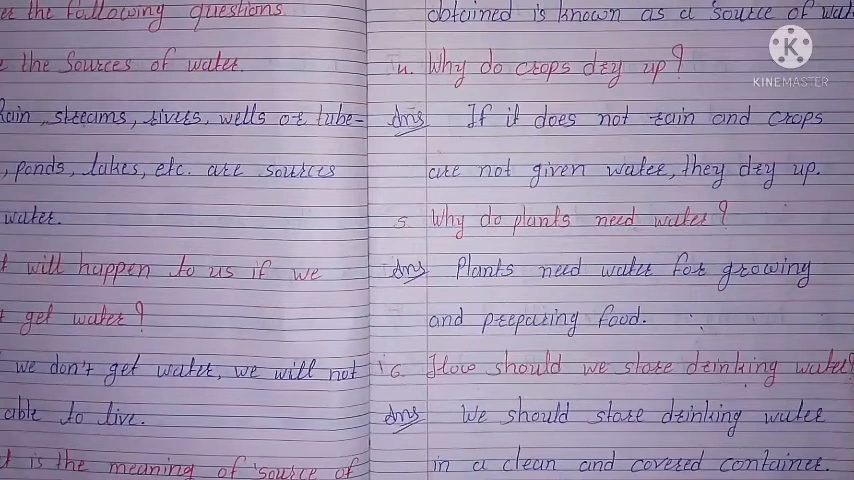 the following questions.
the Sources of water.
Rain, streams, rivers, wells or tube-
, ponds, lakes, etc. are sources
water.
will happen to us if we
get water?
we don't get water, we will not
able to live.
is the meaning of 'source of
obtained is known as a 'source of wat
4. Why do crops dry up?
Ans If it does not rain and crops
are not given water, they dry up.
5. Why do plants need water?
Ans Plants need water for growing
and preparing food.
6. How should we store drinking water?
Ans We should store drinking water
in a clean and covered container.
K
KINEMASTER